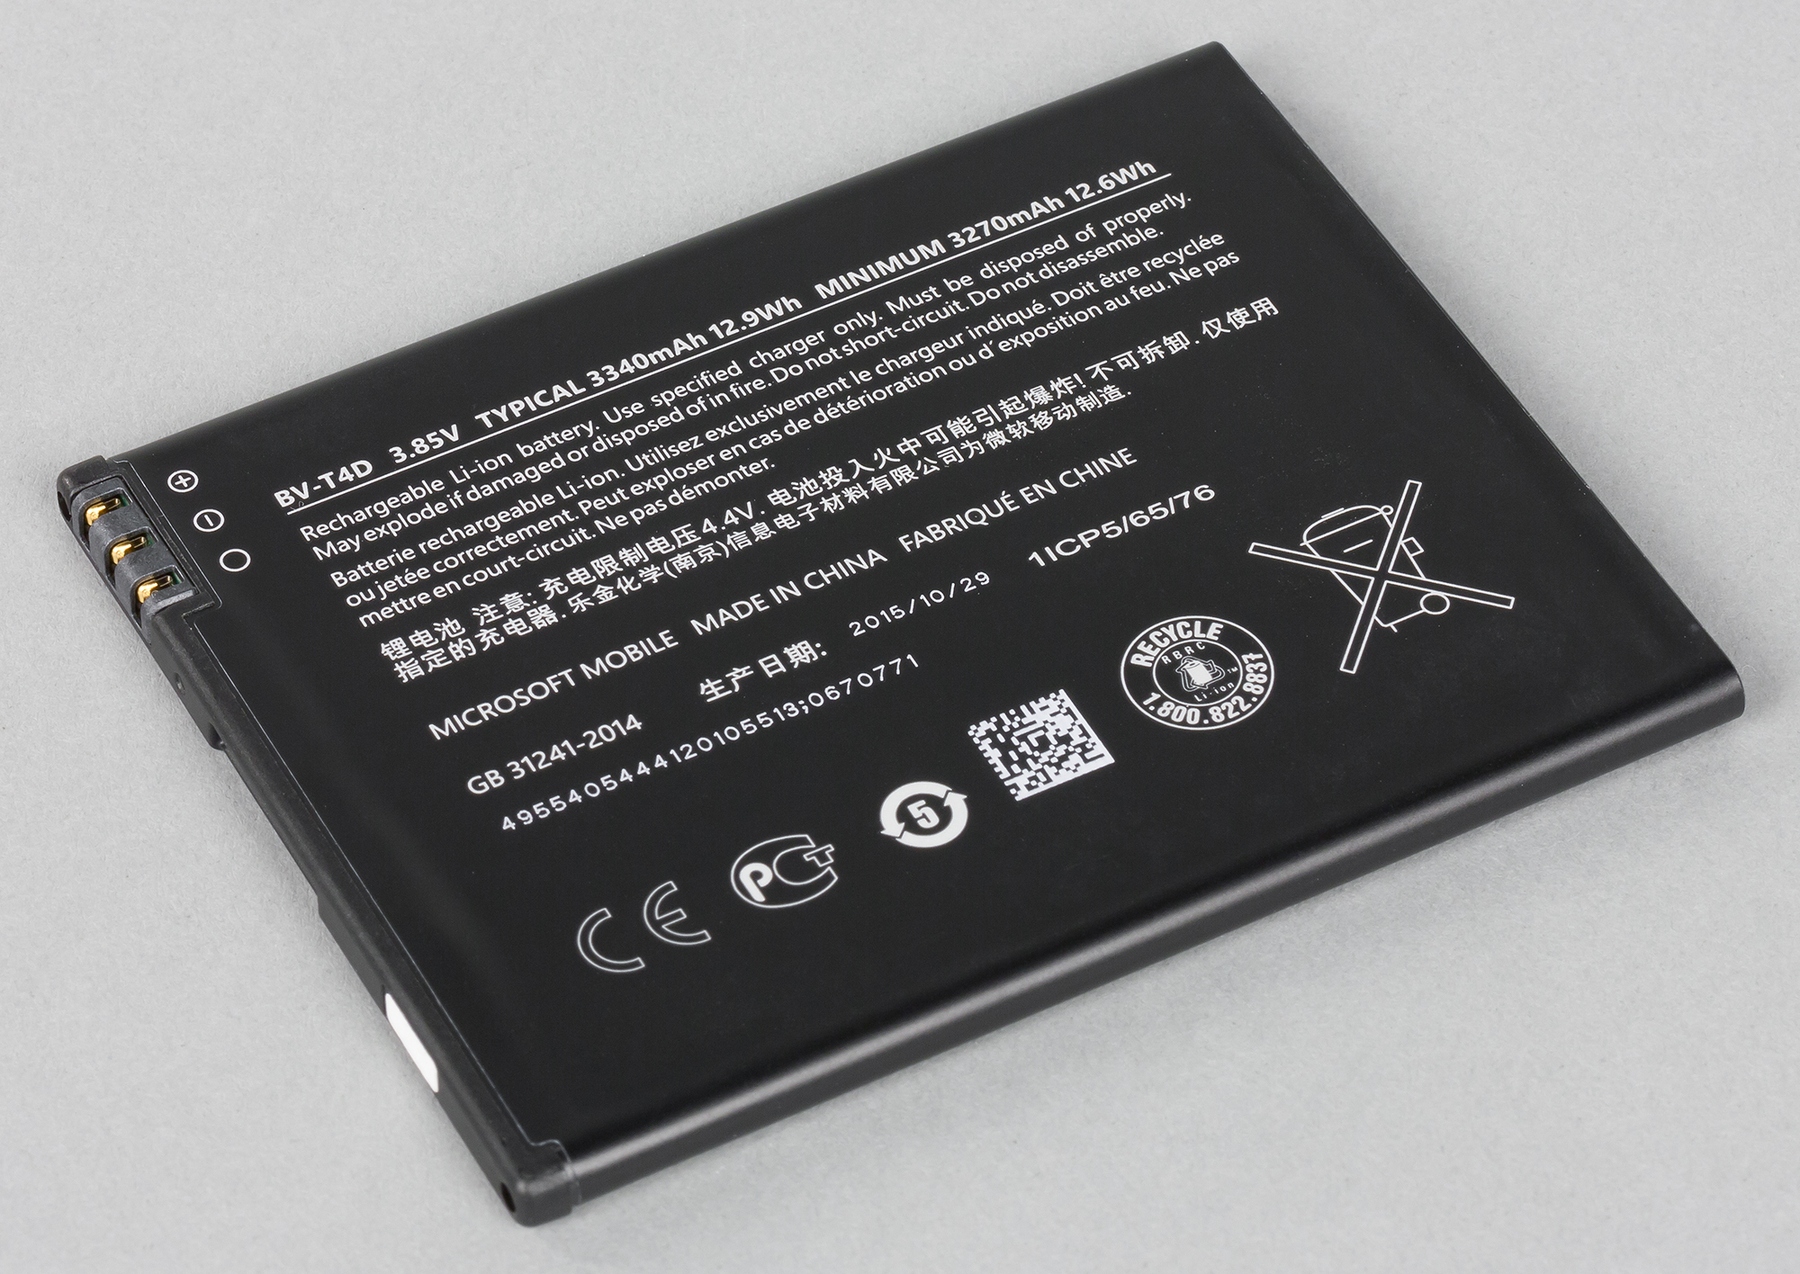 BV-T4D 3.85V TYPICAL 3340mAh 12.9Wh MINIMUM 3270mAh 12.6Wh
Rechargeable Li-ion battery. Use specified charger only. Must be disposed of properly.
May explode if damaged or disposed of in fire. Do not short-circuit. Do not disassemble.
Batterie rechargeable Li-ion. Utilisez exclusivement le chargeur indiqué. Doit être recyclée
ou jetée correctement. Peut exploser en cas de détérioration ou d'exposition au feu. Ne pas
mettre en court-circuit. Ne pas démonter.
锂电池 注意: 充电限制电压4.4V. 电池投入火中可能引起爆炸! 不可拆卸. 仅使用
指定的充电器. 乐金化学(南京)信息电子材料有限公司为微软移动制造.
MICROSOFT MOBILE MADE IN CHINA FABRIQUÉ EN CHINE
GB 31241-2014 生产日期: 2015/10/29 1ICP5/65/76
4955405444120105513;0670771
CE PCT 5
RECYCLE
RBRC
Li-ion ™
1.800.822.8837